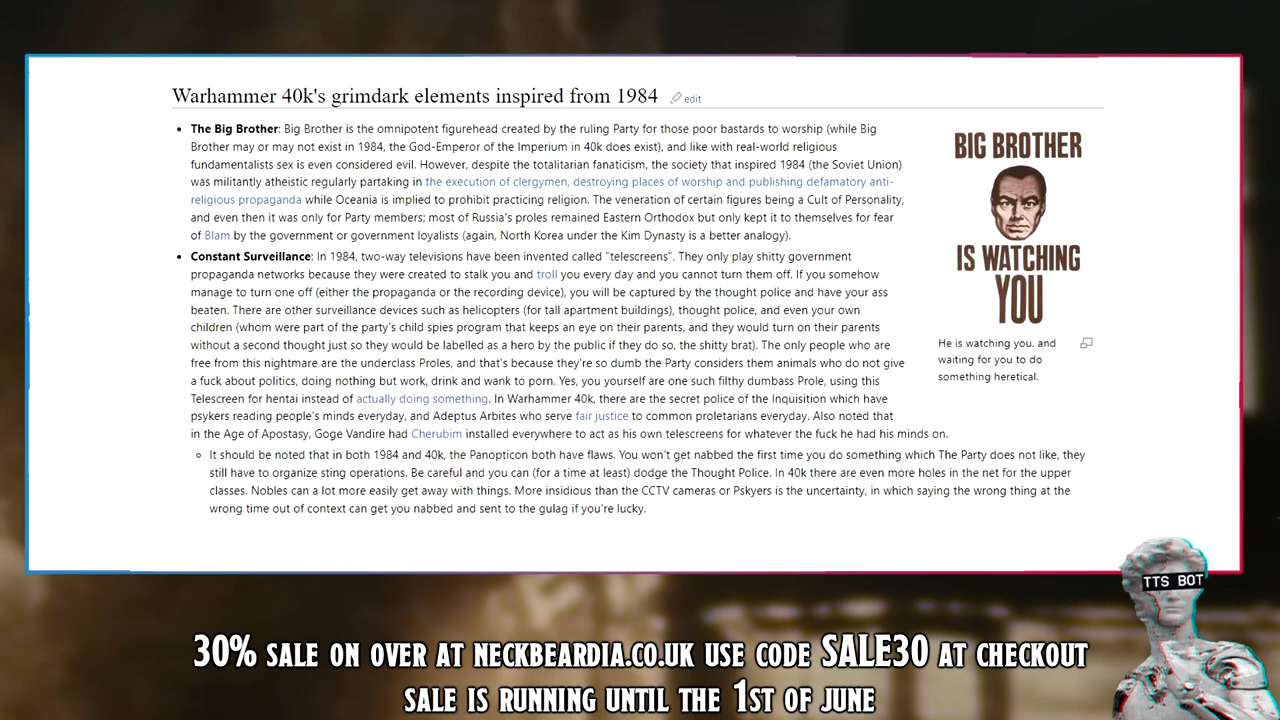 Warhammer 40k's grimdark elements inspired from 1984 edit
• The Big Brother: Big Brother is the omnipotent figurehead created by the ruling Party for those poor bastards to worship (while Big
Brother may or may not exist in 1984, the God-Emperor of the Imperium in 40k does exist), and like with real-world religious
fundamentalists sex is even considered evil. However, despite the totalitarian fanaticism, the society that inspired 1984 (the Soviet Union)
was militantly atheistic regularly partaking in the execution of clergymen, destroying places of worship and publishing defamatory anti-
religious propaganda while Oceania is implied to prohibit practicing religion. The veneration of certain figures being a Cult of Personality,
and even then it was only for Party members; most of Russia's proles remained Eastern Orthodox but only kept it to themselves for fear
of Blam by the government or government loyalists (again, North Korea under the Kim Dynasty is a better analogy).
• Constant Surveillance: In 1984, two-way televisions have been invented called "telescreens". They only play shitty government
propaganda networks because they were created to stalk you and troll you every day and you cannot turn them off. If you somehow
manage to turn one off (either the propaganda or the recording device), you will be captured by the thought police and have your ass
beaten. There are other surveillance devices such as helicopters (for tall apartment buildings), thought police, and even your own
children (whom were part of the party's child spies program that keeps an eye on their parents, and they would turn on their parents
without a second thought just so they would be labelled as a hero by the public if they do so, the shitty brat). The only people who are
free from this nightmare are the underclass Proles, and that's because they're so dumb the Party considers them animals who do not give
a fuck about politics, doing nothing but work, drink and wank to porn. Yes, you yourself are one such filthy dumbass Prole, using this
Telescreen for hentai instead of actually doing something. In Warhammer 40k, there are the secret police of the Inquisition which have
psykers reading people's minds everyday, and Adeptus Arbites who serve fair justice to common proletarians everyday. Also noted that
in the Age of Apostasy, Goge Vandire had Cherubim installed everywhere to act as his own telescreens for whatever the fuck he had his minds on.
◦ It should be noted that in both 1984 and 40k, the Panopticon both have flaws. You won't get nabbed the first time you do something which The Party does not like, they
still have to organize sting operations. Be careful and you can (for a time at least) dodge the Thought Police. In 40k there are even more holes in the net for the upper
classes. Nobles can a lot more easily get away with things. More insidious than the CCTV cameras or Pskyers is the uncertainty, in which saying the wrong thing at the
wrong time out of context can get you nabbed and sent to the gulag if you're lucky.
BIG BROTHER
IS WATCHING
YOU
He is watching you, and
waiting for you to do
something heretical.
TTS BOT
30% SALE ON OVER AT NECKBEARDIA.CO.UK USE CODE SALE30 AT CHECKOUT
SALE IS RUNNING UNTIL THE 1ST OF JUNE